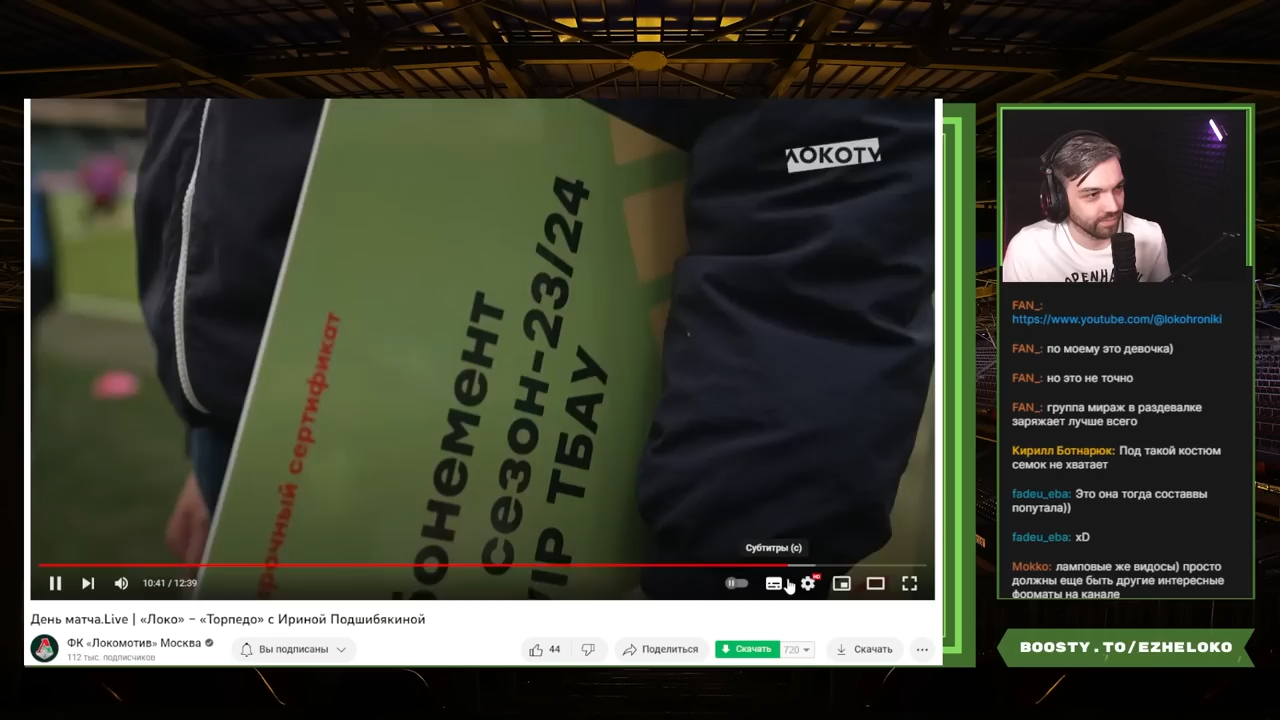 ЛОКОТV
рочный сертификат
бонемент
сезон-23/24
VIP ТБАУ
Субтитры (c)
10:41 / 12:39
HD
День матча.Live | «Локо» – «Торпедо» с Ириной Подшибякиной
ФК «Локомотив» Москва
112 тыс. подписчиков
Вы подписаны
44
Поделиться
Скачать
720
Скачать
FAN_:
https://www.youtube.com/@lokohroniki
FAN_: по моему это девочка)
FAN_: но это не точно
FAN_: группа мираж в раздевалке
заряжает лучше всего
Кирилл Ботнарюк: Под такой костюм
семок не хватает
fadeu_eba: Это она тогда составвы
попутала))
fadeu_eba: xD
Mokko: ламповые же видосы) просто
должны еще быть другие интересные
форматы на канале
BOOSTY.TO/EZHELOKO